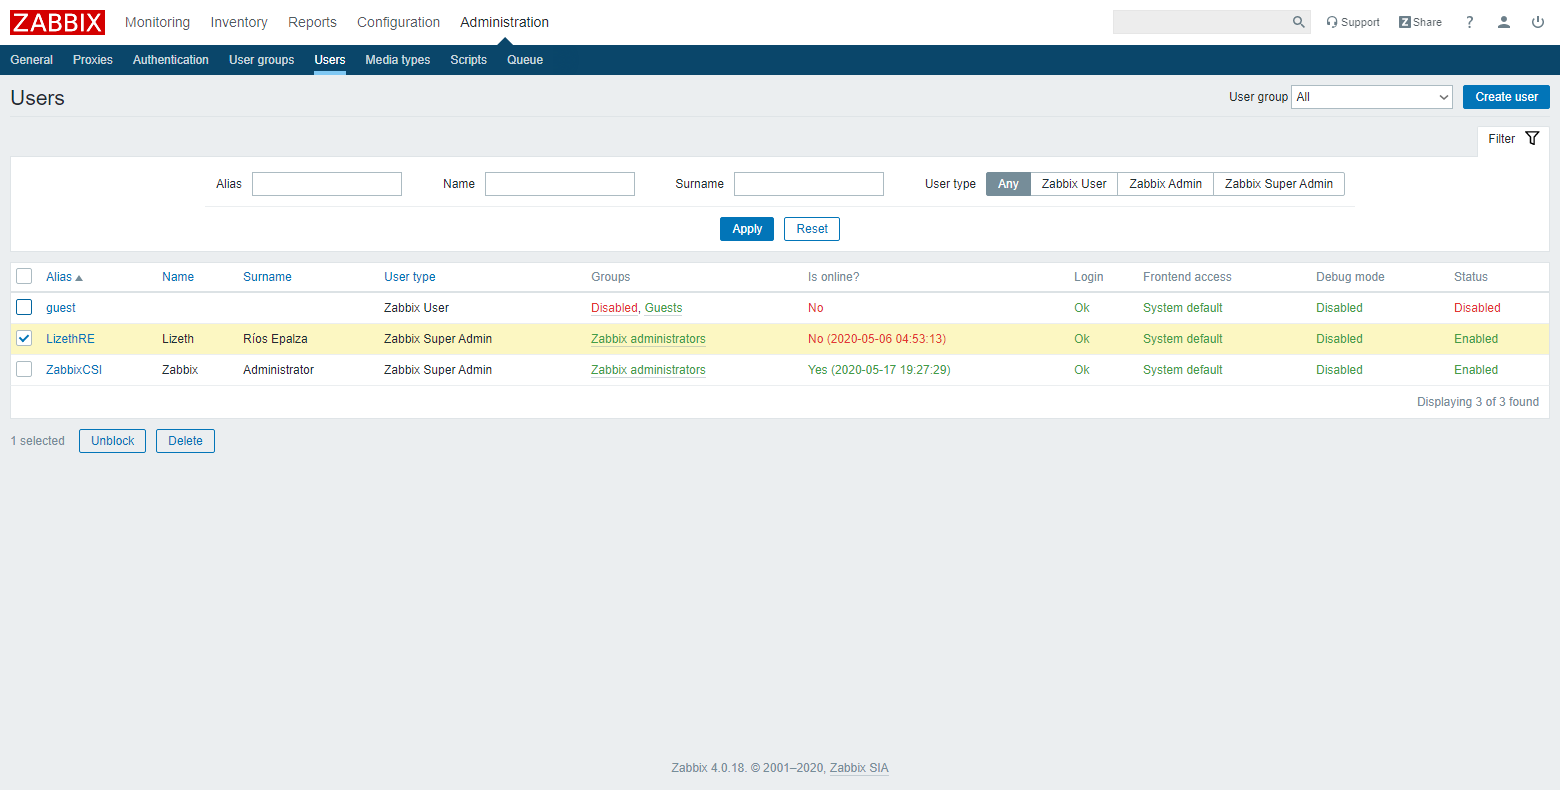 ZABBIX Monitoring Inventory Reports Configuration Administration Support Z Share ?
General Proxies Authentication User groups Users Media types Scripts Queue
Users User group All Create user
Filter
Alias Name Surname User type Any Zabbix User Zabbix Admin Zabbix Super Admin
Apply Reset
Alias Name Surname User type Groups Is online? Login Frontend access Debug mode Status
guest Zabbix User Disabled, Guests No Ok System default Disabled Disabled
LizethRE Lizeth Ríos Epalza Zabbix Super Admin Zabbix administrators No (2020-05-06 04:53:13) Ok System default Disabled Enabled
ZabbixCSI Zabbix Administrator Zabbix Super Admin Zabbix administrators Yes (2020-05-17 19:27:29) Ok System default Disabled Enabled
Displaying 3 of 3 found
1 selected Unblock Delete
Zabbix 4.0.18. © 2001–2020, Zabbix SIA